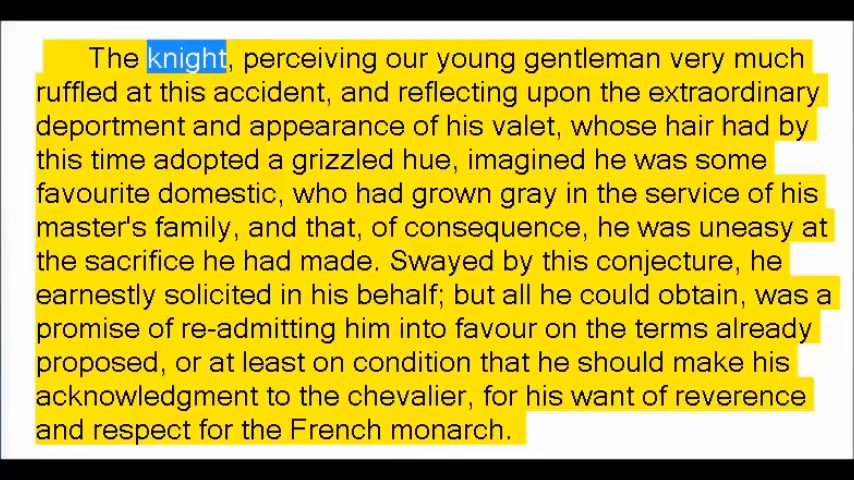 The knight, perceiving our young gentleman very much
ruffled at this accident, and reflecting upon the extraordinary
deportment and appearance of his valet, whose hair had by
this time adopted a grizzled hue, imagined he was some
favourite domestic, who had grown gray in the service of his
master's family, and that, of consequence, he was uneasy at
the sacrifice he had made. Swayed by this conjecture, he
earnestly solicited in his behalf; but all he could obtain, was a
promise of re-admitting him into favour on the terms already
proposed, or at least on condition that he should make his
acknowledgment to the chevalier, for his want of reverence
and respect for the French monarch.